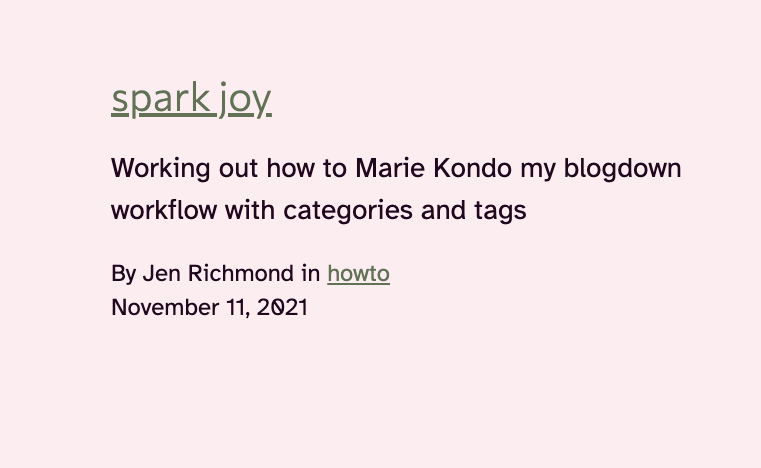 spark joy
Working out how to Marie Kondo my blogdown
workflow with categories and tags
By Jen Richmond in howto
November 11, 2021